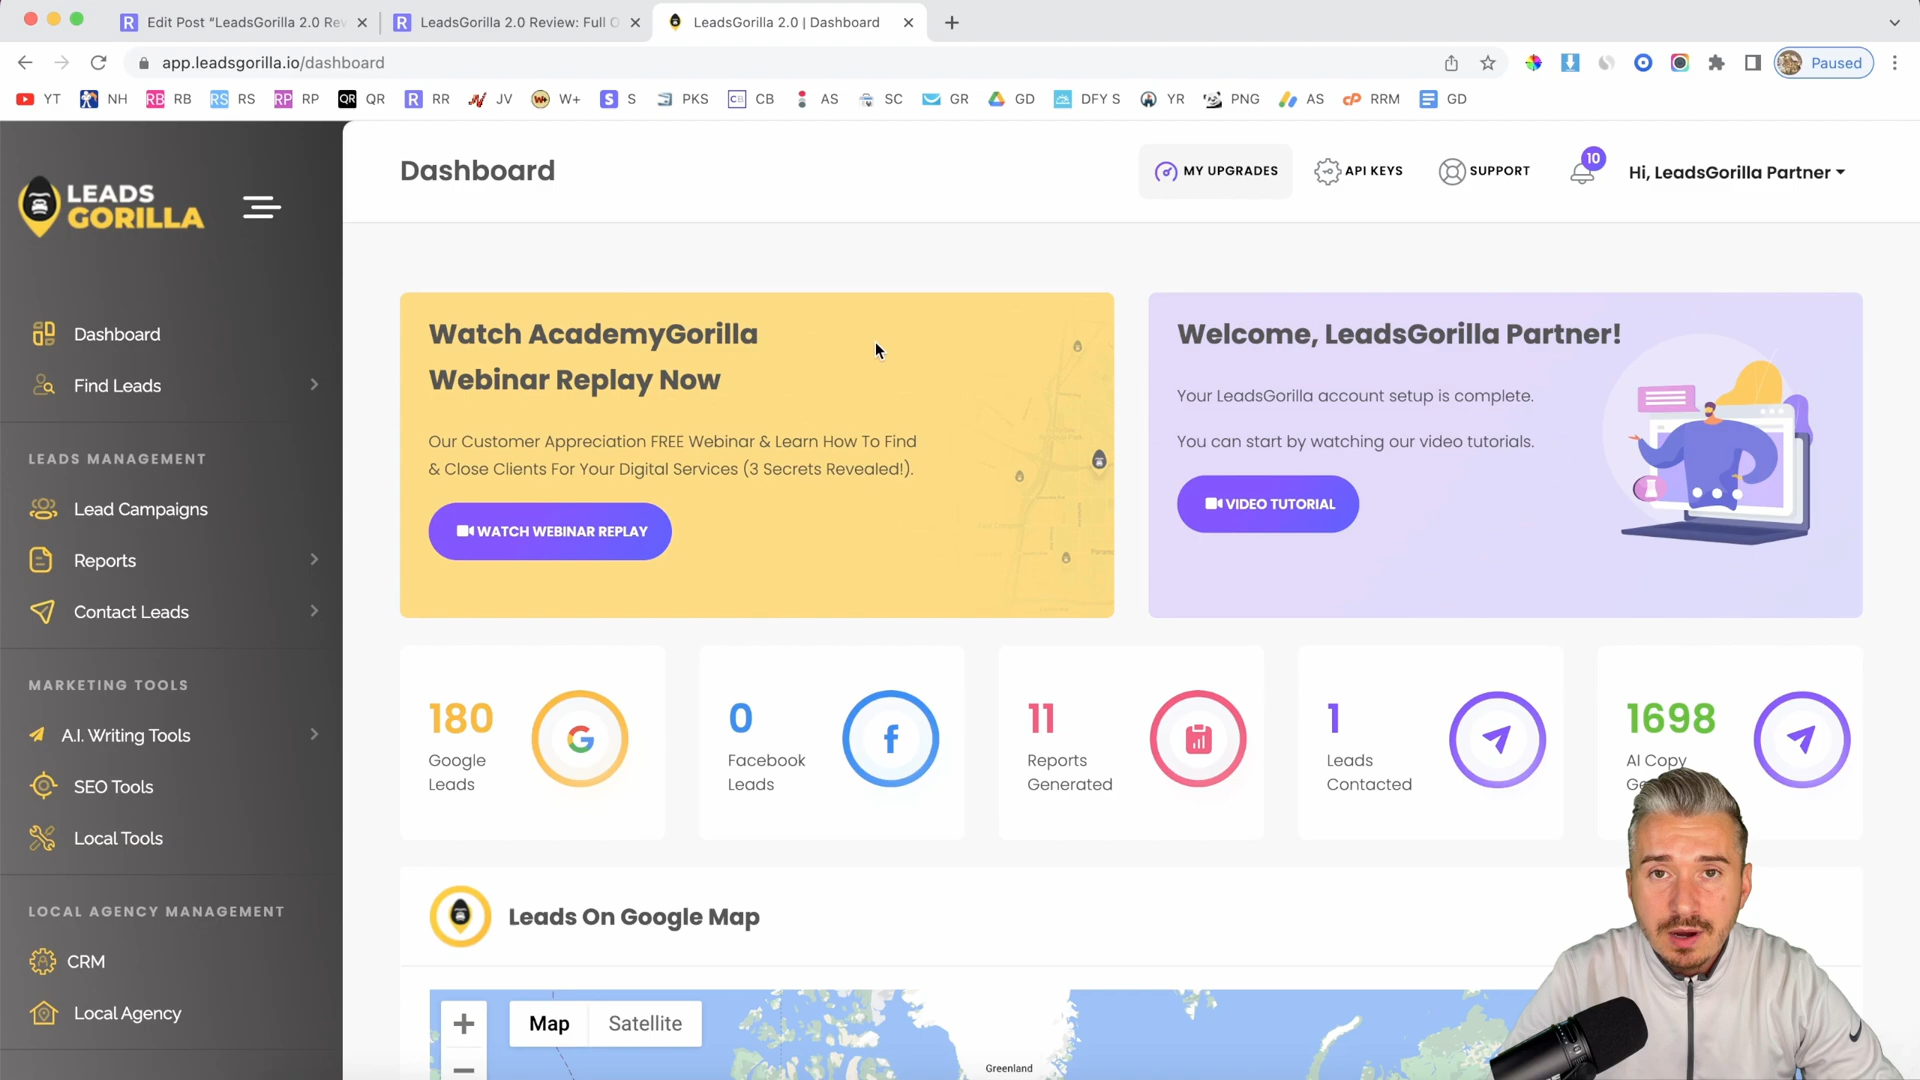 Edit Post “LeadsGorilla 2.0 Rev
LeadsGorilla 2.0 Review: Full O
LeadsGorilla 2.0 | Dashboard
app.leadsgorilla.io/dashboard
Paused
YT
NH
RB
RS
RP
QR
RR
JV
W+
S
PKS
CB
AS
SC
GR
GD
DFY S
YR
PNG
AS
RRM
GD
LEADS
GORILLA
Dashboard
MY UPGRADES
API KEYS
SUPPORT
10
Hi, LeadsGorilla Partner
Dashboard
Find Leads
LEADS MANAGEMENT
Lead Campaigns
Reports
Contact Leads
MARKETING TOOLS
A.I. Writing Tools
SEO Tools
Local Tools
LOCAL AGENCY MANAGEMENT
CRM
Local Agency
Watch AcademyGorilla
Webinar Replay Now
Our Customer Appreciation FREE Webinar & Learn How To Find
& Close Clients For Your Digital Services (3 Secrets Revealed!).
WATCH WEBINAR REPLAY
Welcome, LeadsGorilla Partner!
Your LeadsGorilla account setup is complete.
You can start by watching our video tutorials.
VIDEO TUTORIAL
180
Google
Leads
0
Facebook
Leads
11
Reports
Generated
1
Leads
Contacted
1698
AI Copy
Leads On Google Map
Map
Satellite
Greenland